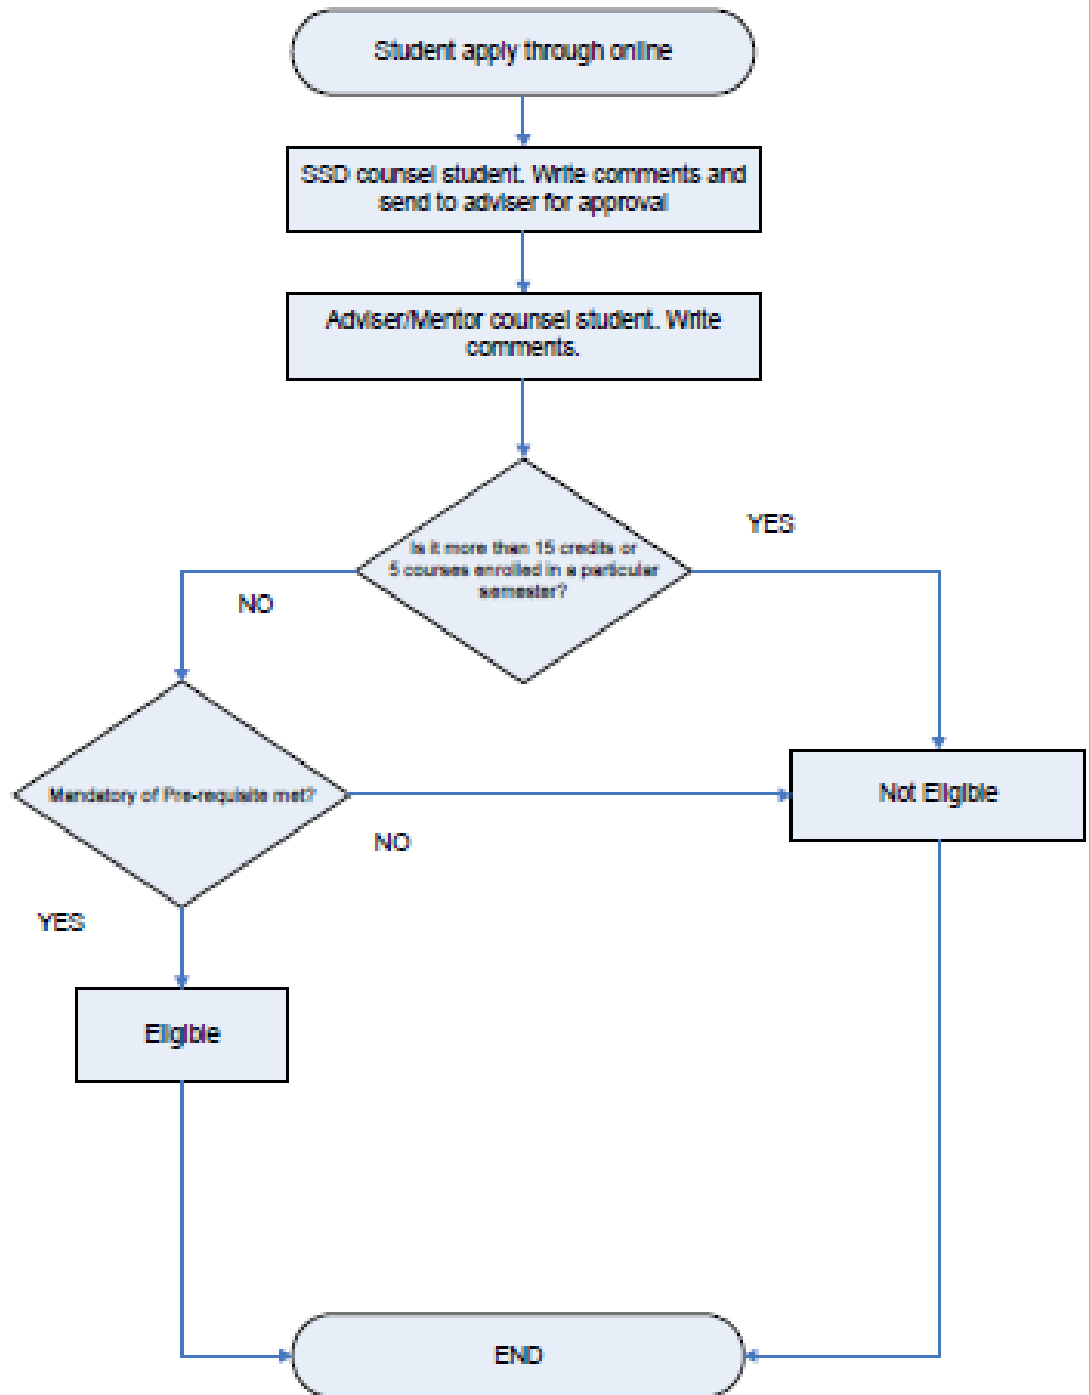 Student apply through online
SSD counsel student. Write comments and
send to adviser for approval
Adviser/Mentor counsel student. Write
comments.
Is it more than 15 credits or
5 courses enrolled in a particular
semester?
YES
NO
Mandatory of Pre-requisite met?
Not Eligible
NO
YES
Eligible
END